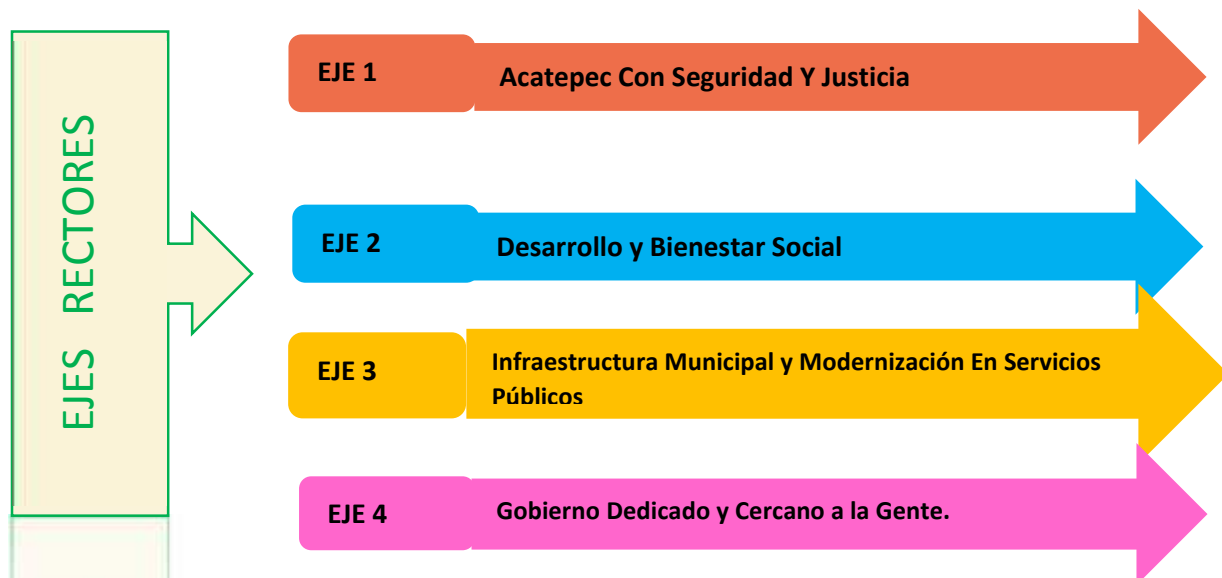 EJES RECTORES
EJE 1
Acatepec Con Seguridad Y Justicia
EJE 2
Desarrollo y Bienestar Social
EJE 3
Infraestructura Municipal y Modernización En Servicios
Públicos
EJE 4
Gobierno Dedicado y Cercano a la Gente.